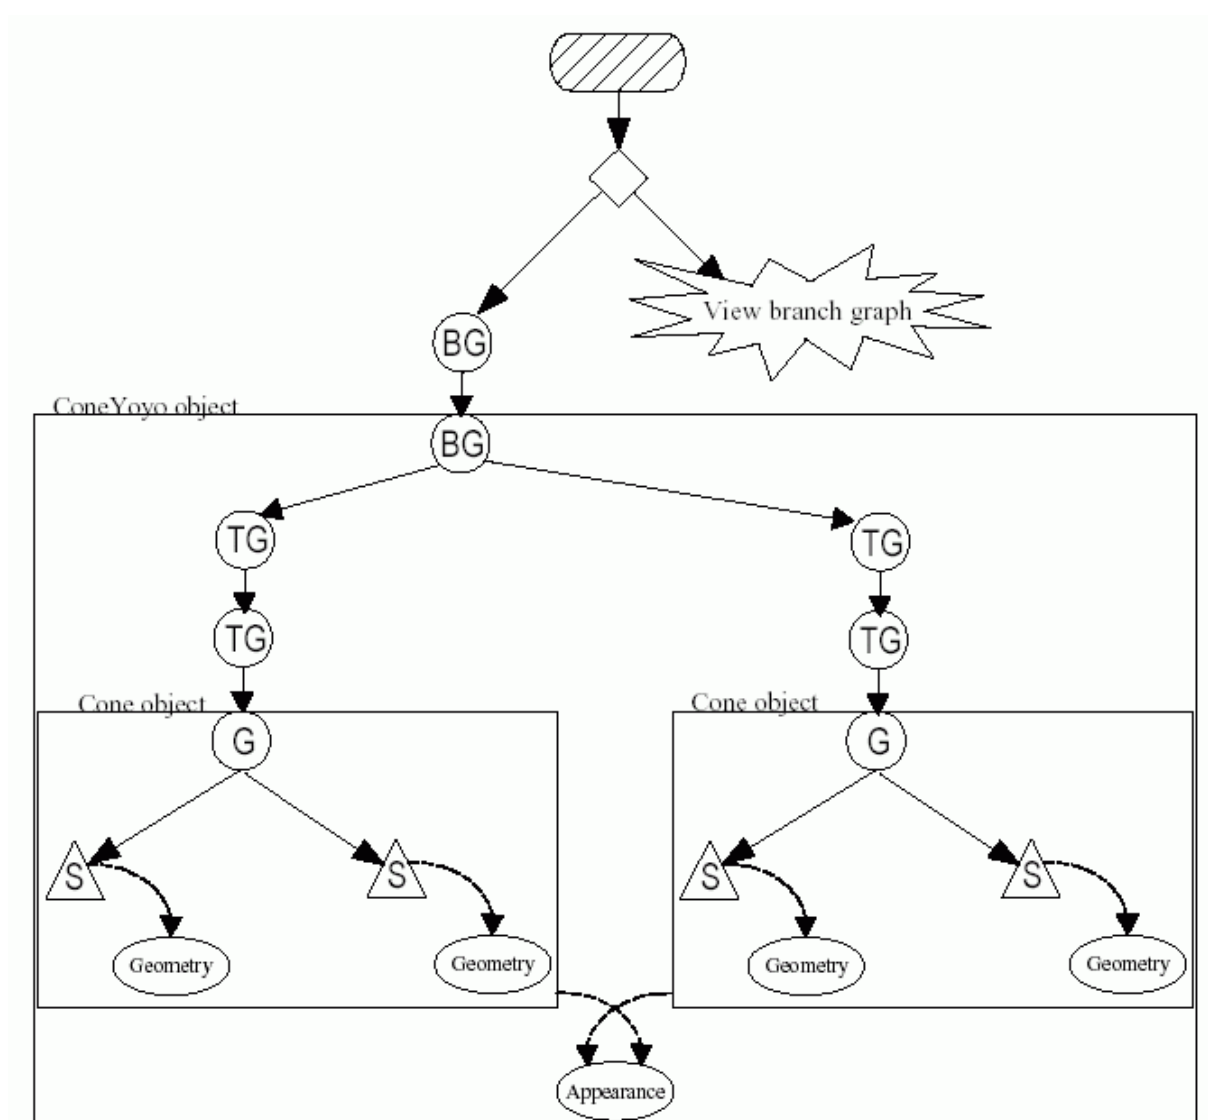 View branch graph
BG
ConeYoyo object
BG
TG
TG
TG
TG
Cone object
Cone object
G
G
S
S
S
S
Geometry
Geometry
Geometry
Geometry
Appearance